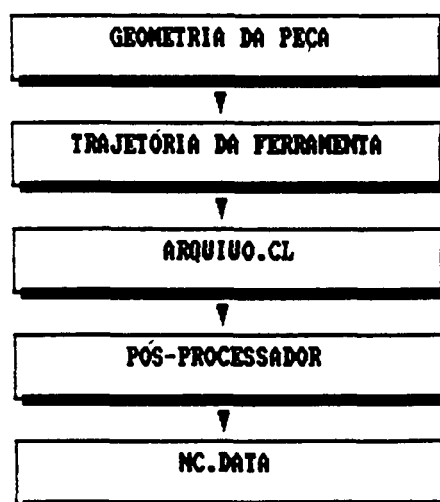 GEOMETRIA DA PEÇA
TRAJETÓRIA DA FERRAMENTA
ARQUIVO.CL
PÓS-PROCESSADOR
NC.DATA